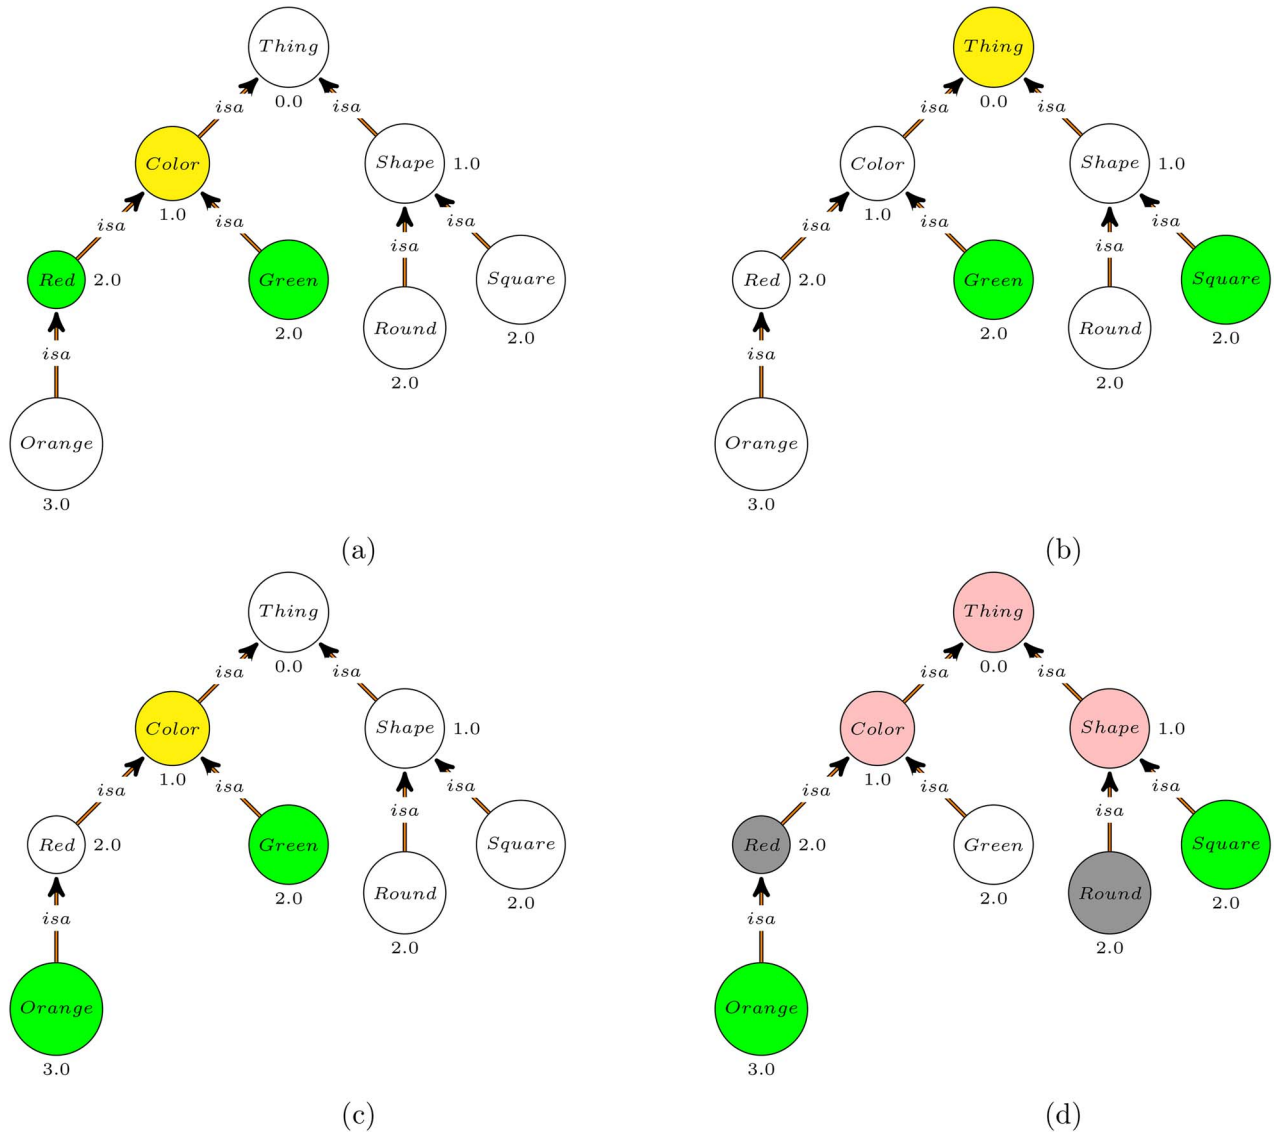 Thing
0.0
isa
isa
Color
1.0
Shape
1.0
isa
isa
isa
isa
Red
2.0
Green
2.0
Round
2.0
Square
2.0
isa
Orange
3.0
(a)
Thing
0.0
isa
isa
Color
1.0
Shape
1.0
isa
isa
isa
isa
Red
2.0
Green
2.0
Round
2.0
Square
2.0
isa
Orange
3.0
(b)
Thing
0.0
isa
isa
Color
1.0
Shape
1.0
isa
isa
isa
isa
Red
2.0
Green
2.0
Round
2.0
Square
2.0
isa
Orange
3.0
(c)
Thing
0.0
isa
isa
Color
1.0
Shape
1.0
isa
isa
isa
isa
Red
2.0
Green
2.0
Round
2.0
Square
2.0
isa
Orange
3.0
(d)